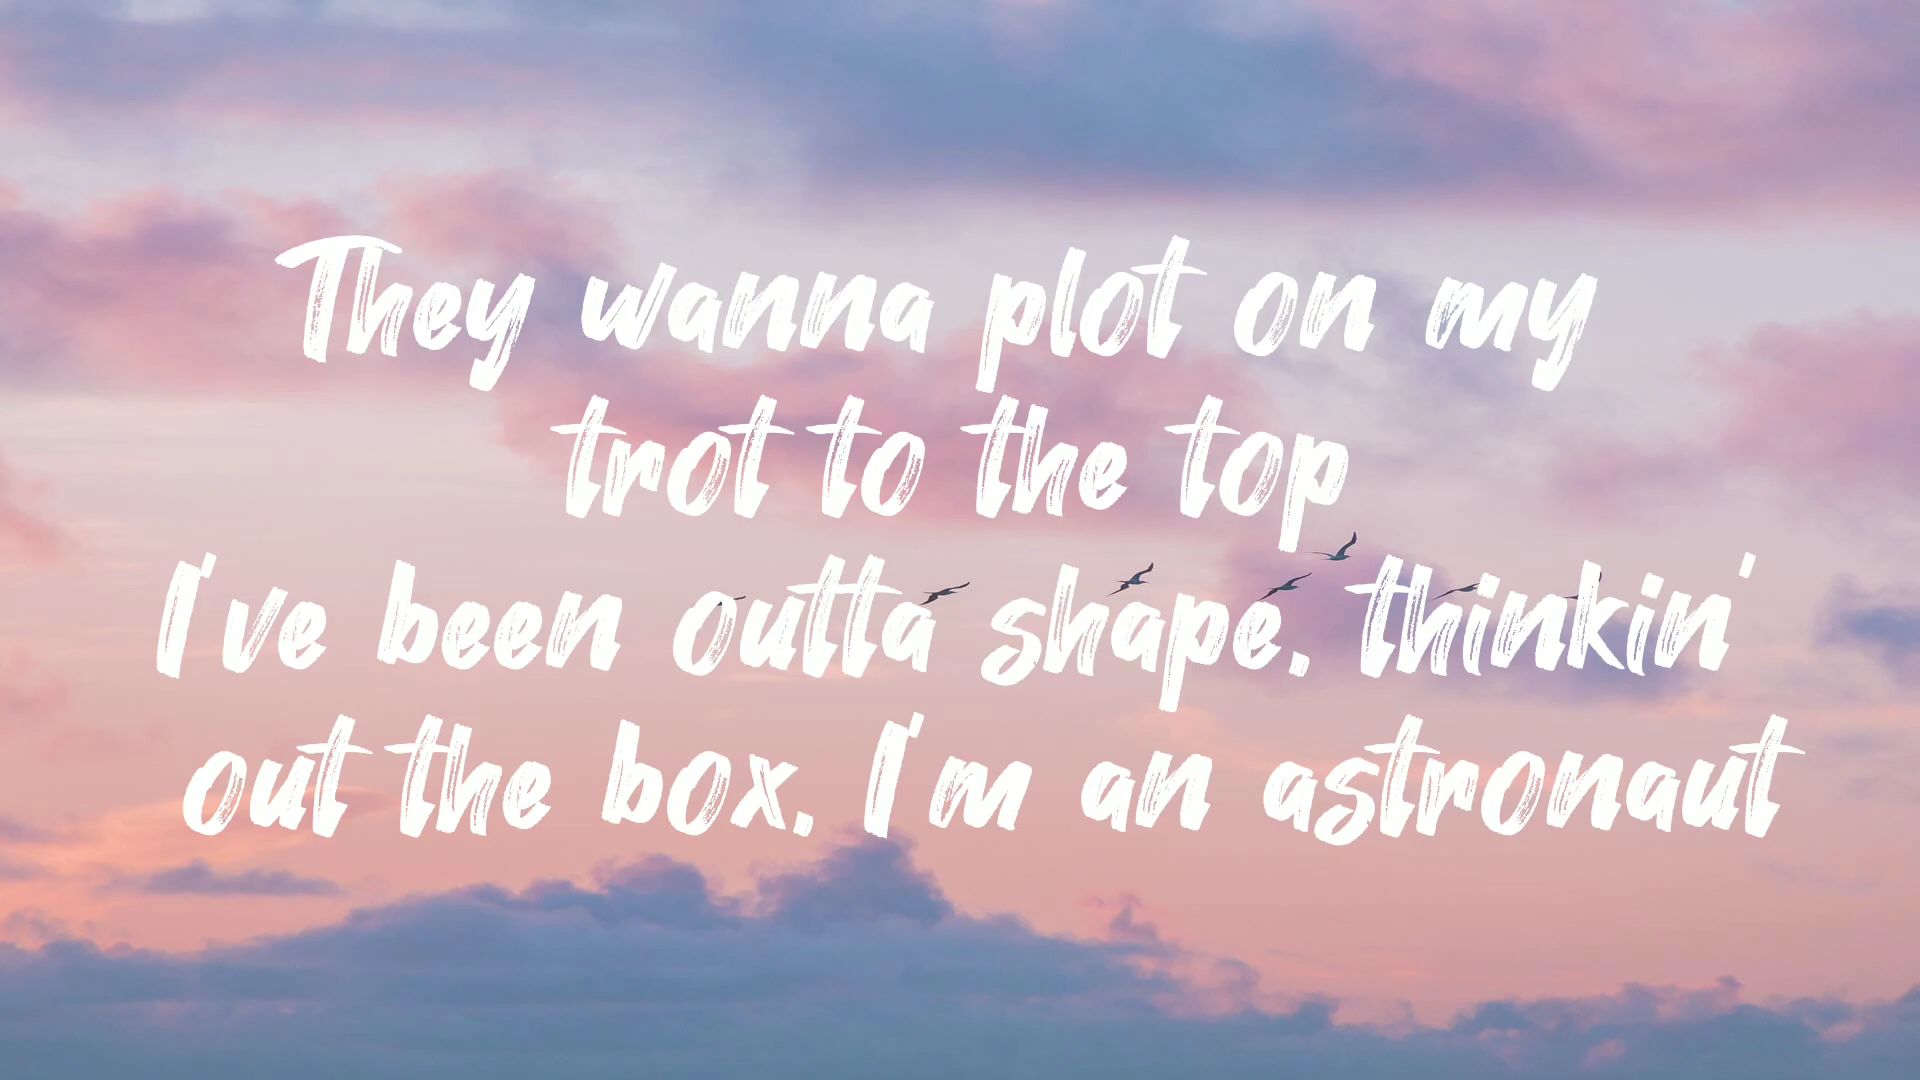 They wanna plot on my
trot to the top
I've been outta shape, thinkin'
out the box, I'm an astronaut